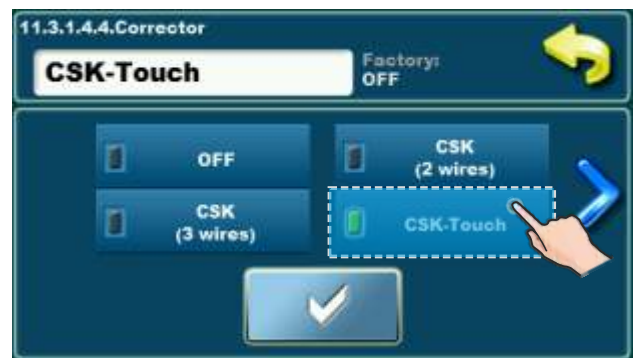 11.3.1.4.4.Corrector
CSK-Touch
Factory:
OFF
OFF
CSK
(2 wires)
CSK
(3 wires)
CSK-Touch